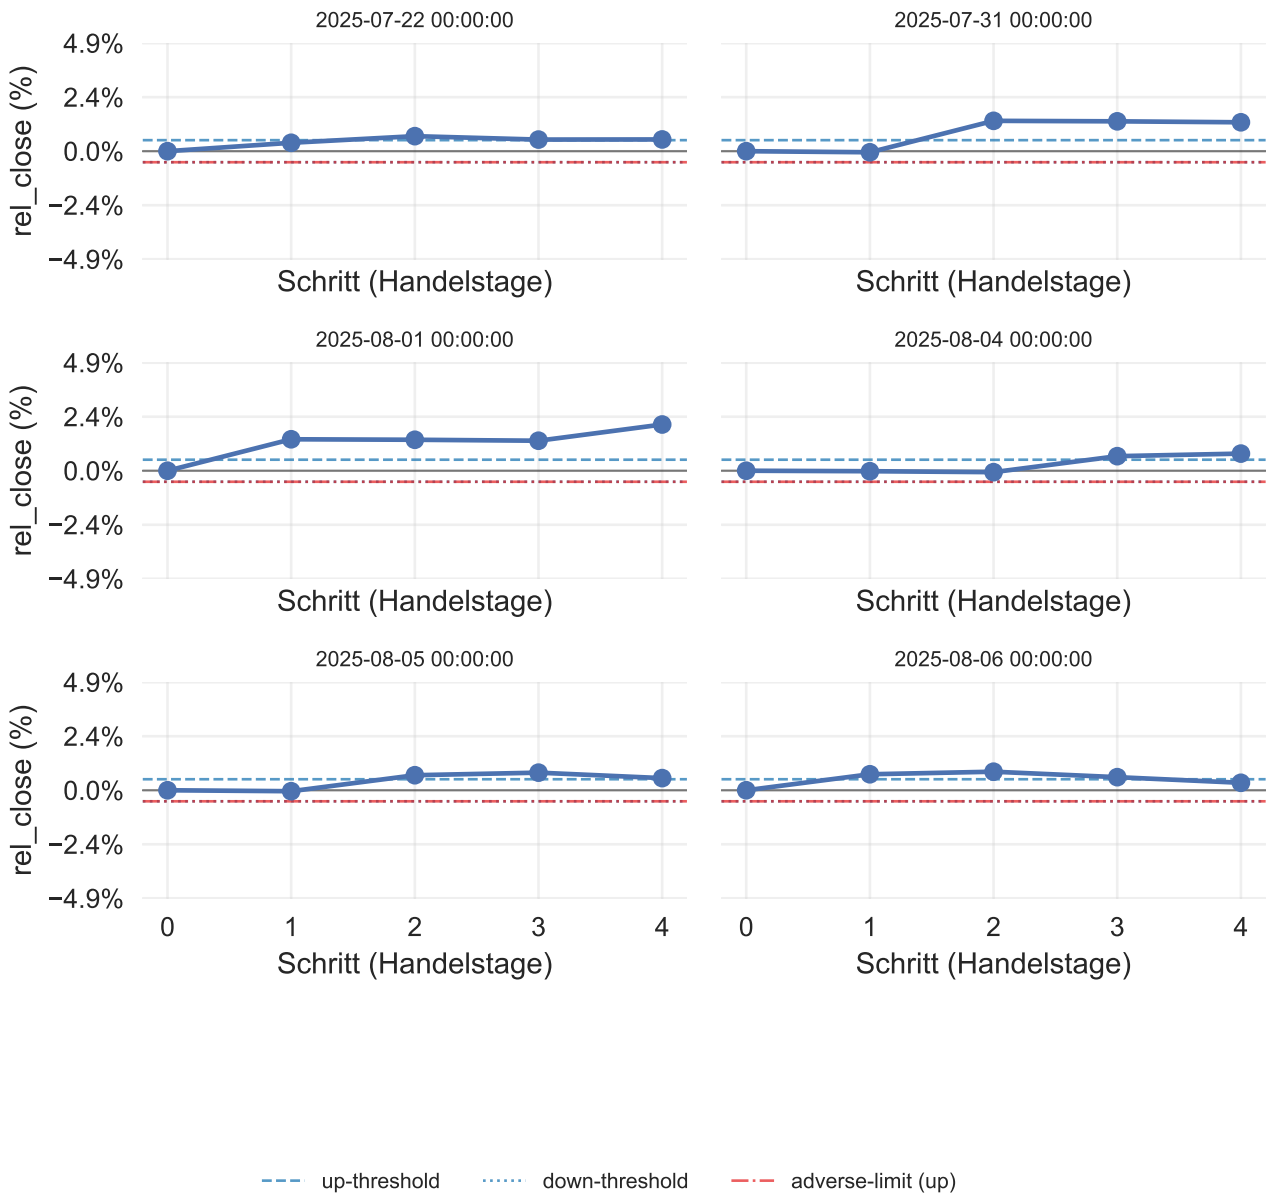 2025-07-22 00:00:00
2025-07-31 00:00:00
rel_close (%)
4.9%
2.4%
0.0%
−2.4%
−4.9%
Schritt (Handelstage)
Schritt (Handelstage)
2025-08-01 00:00:00
2025-08-04 00:00:00
rel_close (%)
4.9%
2.4%
0.0%
−2.4%
−4.9%
Schritt (Handelstage)
Schritt (Handelstage)
2025-08-05 00:00:00
2025-08-06 00:00:00
rel_close (%)
4.9%
2.4%
0.0%
−2.4%
−4.9%
0 1 2 3 4
0 1 2 3 4
Schritt (Handelstage)
Schritt (Handelstage)
up-threshold down-threshold adverse-limit (up)